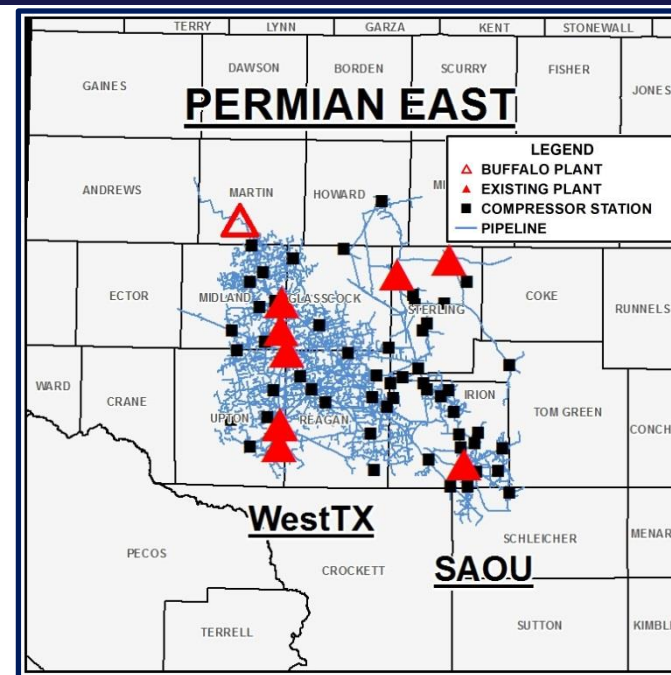 TERRY LYNN GARZA KENT STONEWALL
GAINES DAWSON BORDEN SCURRY FISHER JONES
PERMIAN EAST
LEGEND
BUFFALO PLANT
EXISTING PLANT
COMPRESSOR STATION
PIPELINE
ANDREWS MARTIN HOWARD MI
ECTOR MIDLAND GLASSCOCK STERLING COKE RUNNELS
WARD CRANE UPTON REAGAN IRION TOM GREEN CONCH
WestTX
SAOU
PECOS CROCKETT SCHLEICHER MENAR
TERRELL SUTTON KIMBL